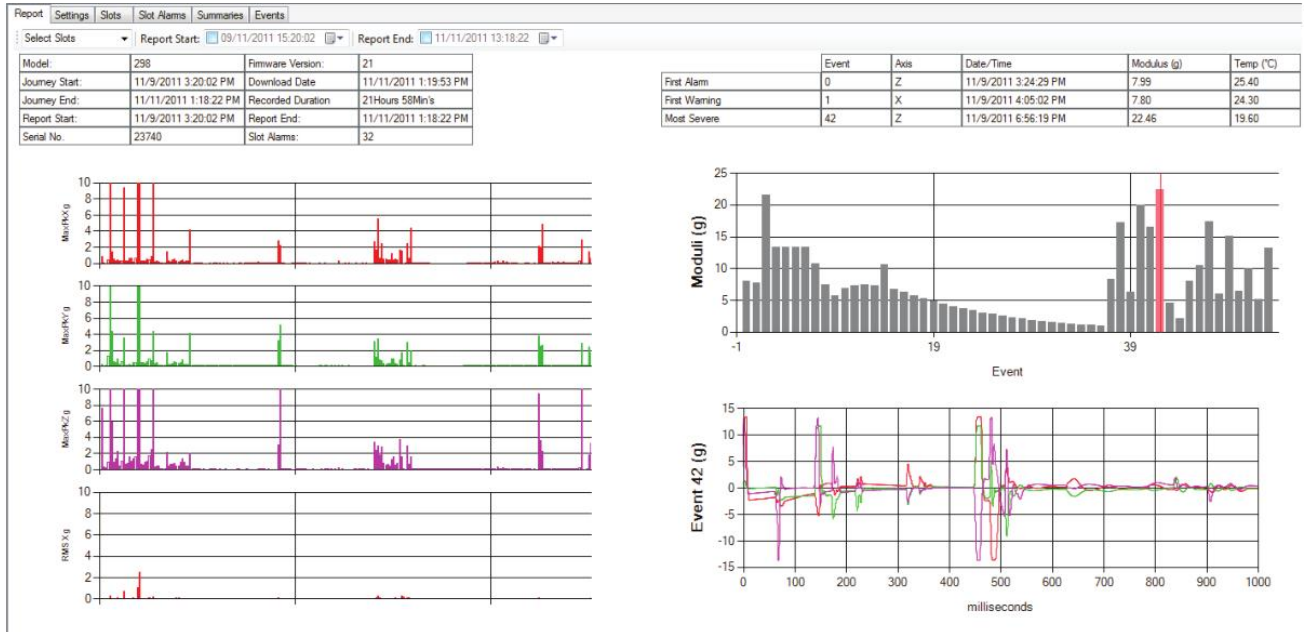 Report Settings Slots Slot Alarms Summaries Events
Select Slots Report Start: 09/11/2011 15:20:02 Report End: 11/11/2011 13:18:22
Model: 298 Firmware Version: 21
Journey Start: 11/9/2011 3:20:02 PM Download Date 11/11/2011 1:19:53 PM
Journey End: 11/11/2011 1:18:22 PM Recorded Duration 21Hours 58Min's
Report Start: 11/9/2011 3:20:02 PM Report End: 11/11/2011 1:18:22 PM
Serial No. 23740 Slot Alarms: 32
Event Axis Date/Time Modulus (g) Temp (°C)
First Alarm 0 Z 11/9/2011 3:24:29 PM 7.99 25.40
First Warning 1 X 11/9/2011 4:05:02 PM 7.80 24.30
Most Severe 42 Z 11/9/2011 6:56:19 PM 22.46 19.60
MaxPkX g
10
8
6
4
2
0
MaxPkY g
10
8
6
4
2
0
MaxPkZ g
10
8
6
4
2
0
RMS X g
10
8
6
4
2
0
Moduli (g)
25
20
15
10
5
0
-1 19 39
Event
Event 42 (g)
15
10
5
0
-5
-10
-15
0 100 200 300 400 500 600 700 800 900 1000
milliseconds